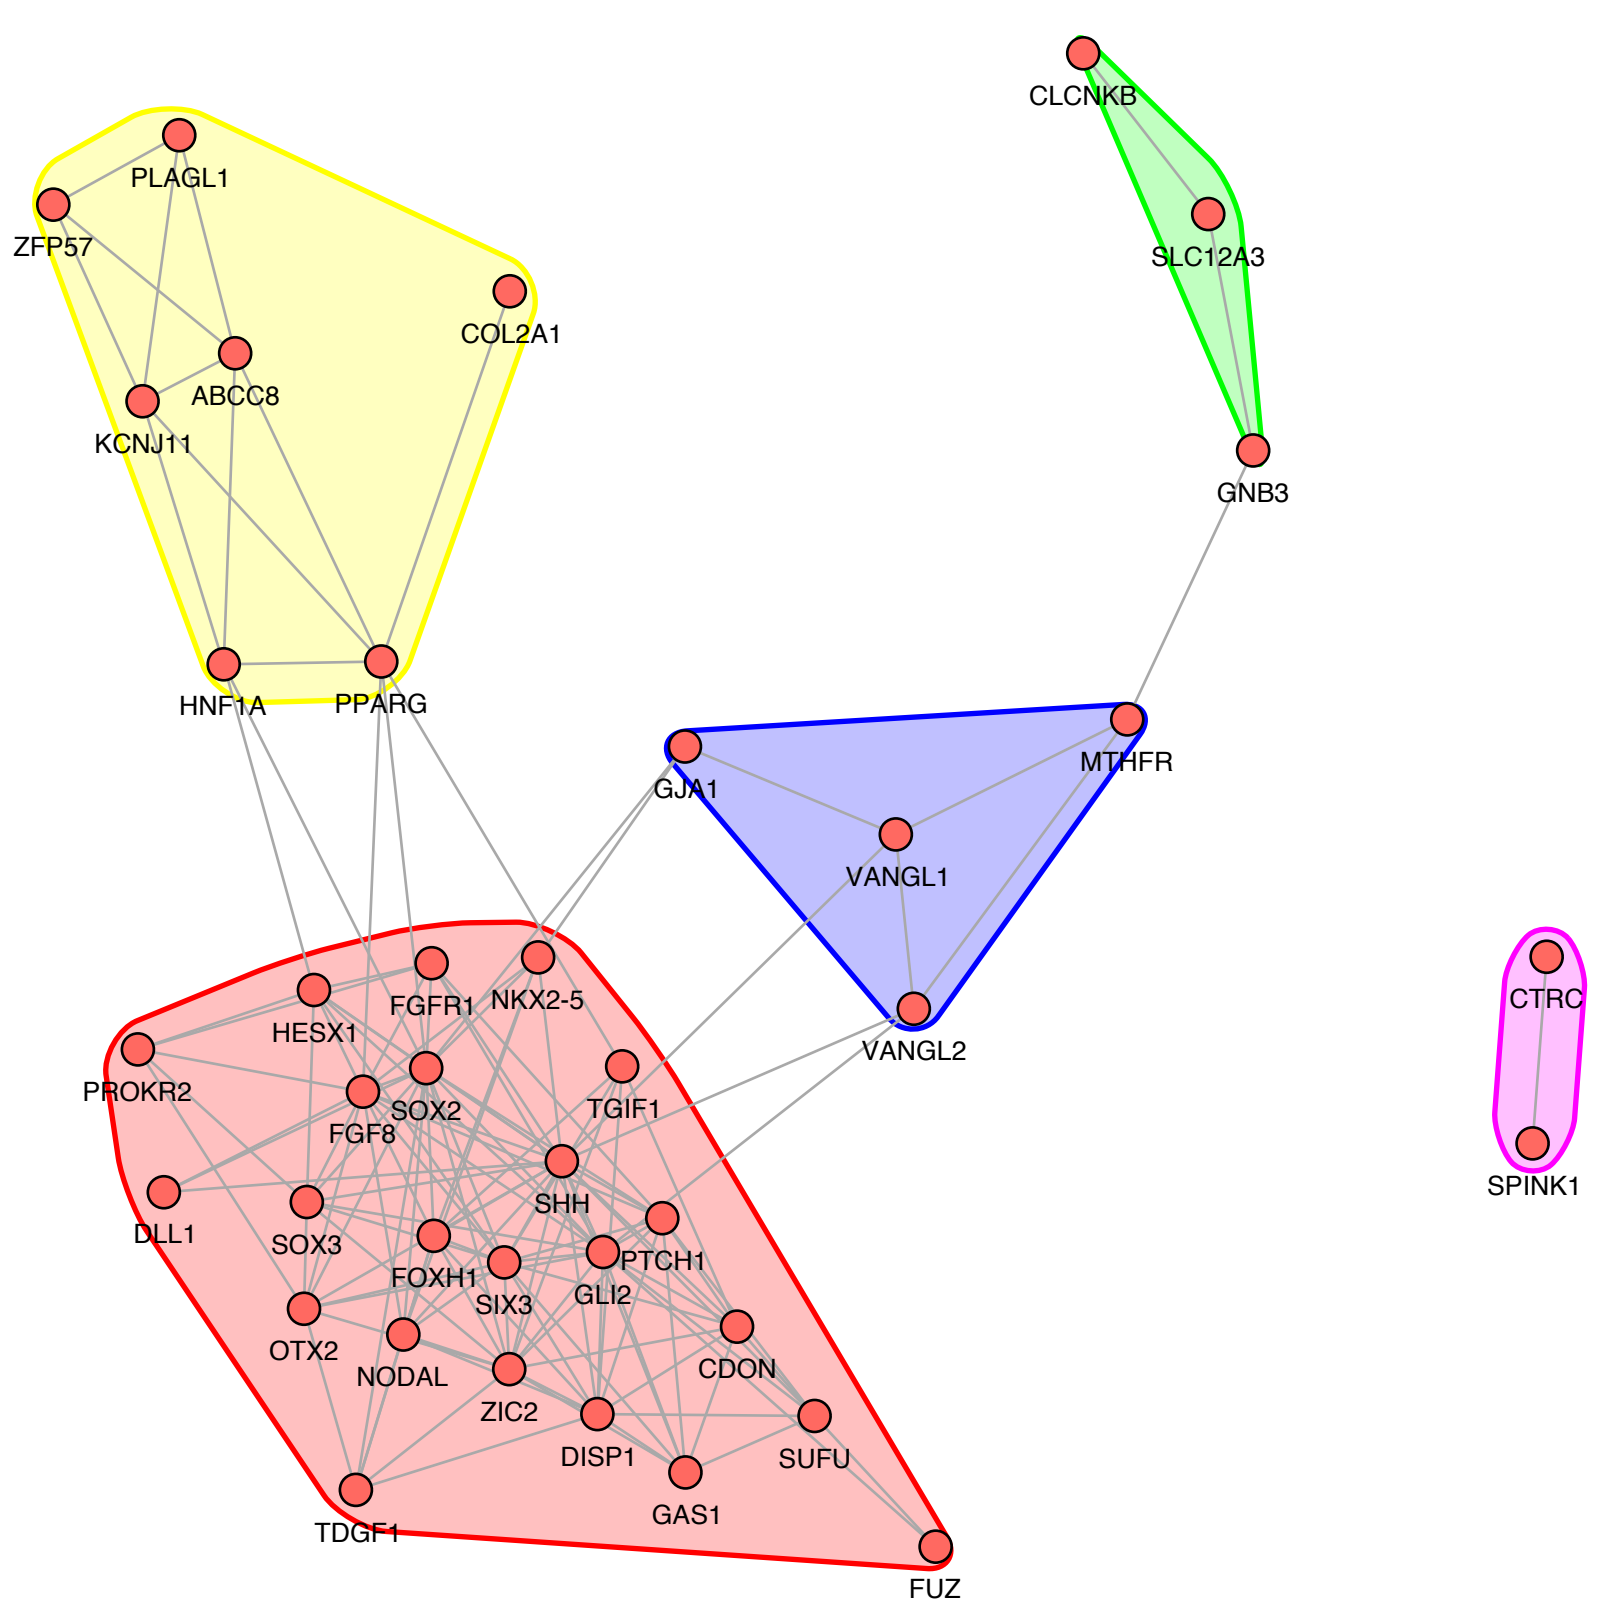 CLCNKB
PLAGL1
ZFP57
SLC12A3
COL2A1
ABCC8
KCNJ11
GNB3
HNF1A
PPARG
MTHFR
GJA1
VANGL1
CTRC
NKX2-5
FGFR1
HESX1
VANGL2
PROKR2
TGIF1
SOX2
FGF8
SPINK1
SHH
DLL1
SOX3
PTCH1
FOXH1
GLI2
SIX3
OTX2
CDON
NODAL
ZIC2
DISP1
SUFU
GAS1
TDGF1
FUZ